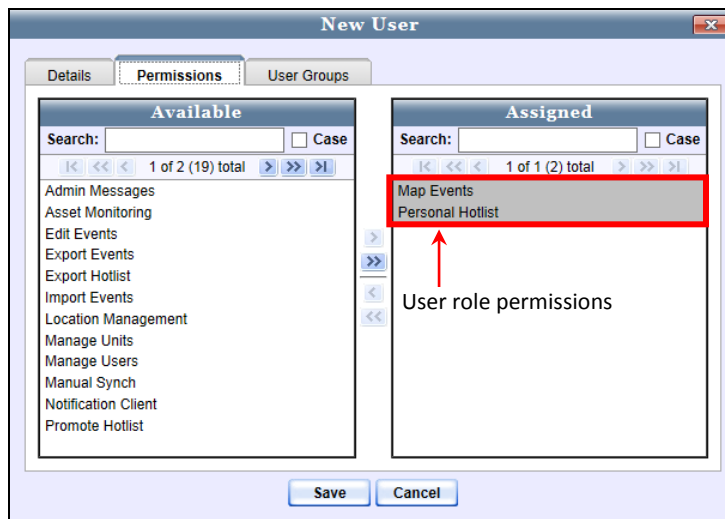 New User
Details Permissions User Groups
Available
Search: Case
1 of 2 (19) total
Admin Messages
Asset Monitoring
Edit Events
Export Events
Export Hotlist
Import Events
Location Management
Manage Units
Manage Users
Manual Synch
Notification Client
Promote Hotlist
Assigned
Search: Case
1 of 1 (2) total
Map Events
Personal Hotlist
User role permissions
Save Cancel